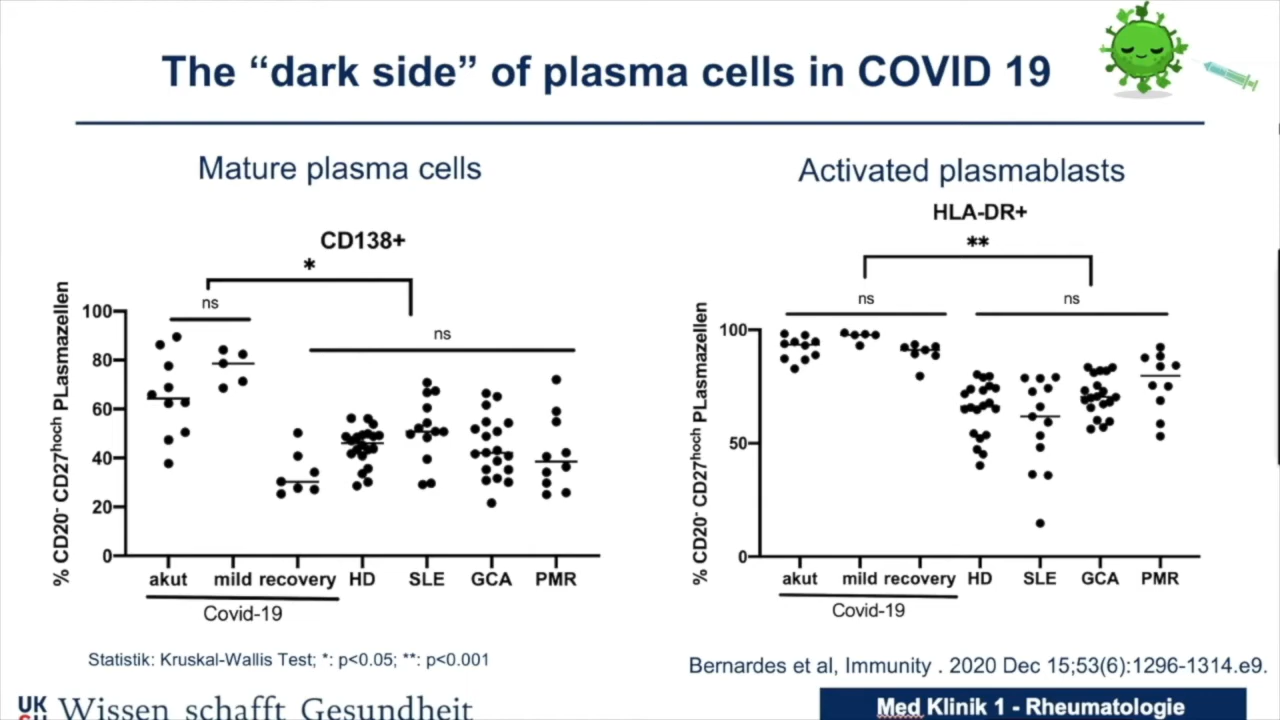 The “dark side” of plasma cells in COVID 19
Mature plasma cells
CD138+
*
ns
ns
% CD20- CD27hoch PLasmazellen
100
80
60
40
20
0
akut mild recovery HD SLE GCA PMR
Covid-19
Activated plasmablasts
HLA-DR+
**
ns
ns
% CD20- CD27hoch PLasmazellen
100
50
0
akut mild recovery HD SLE GCA PMR
Covid-19
Statistik: Kruskal-Wallis Test; *: p<0.05; **: p<0.001
Bernardes et al, Immunity . 2020 Dec 15;53(6):1296-1314.e9.
UK
SH
Wissen schafft Gesundheit
Med Klinik 1 - Rheumatologie